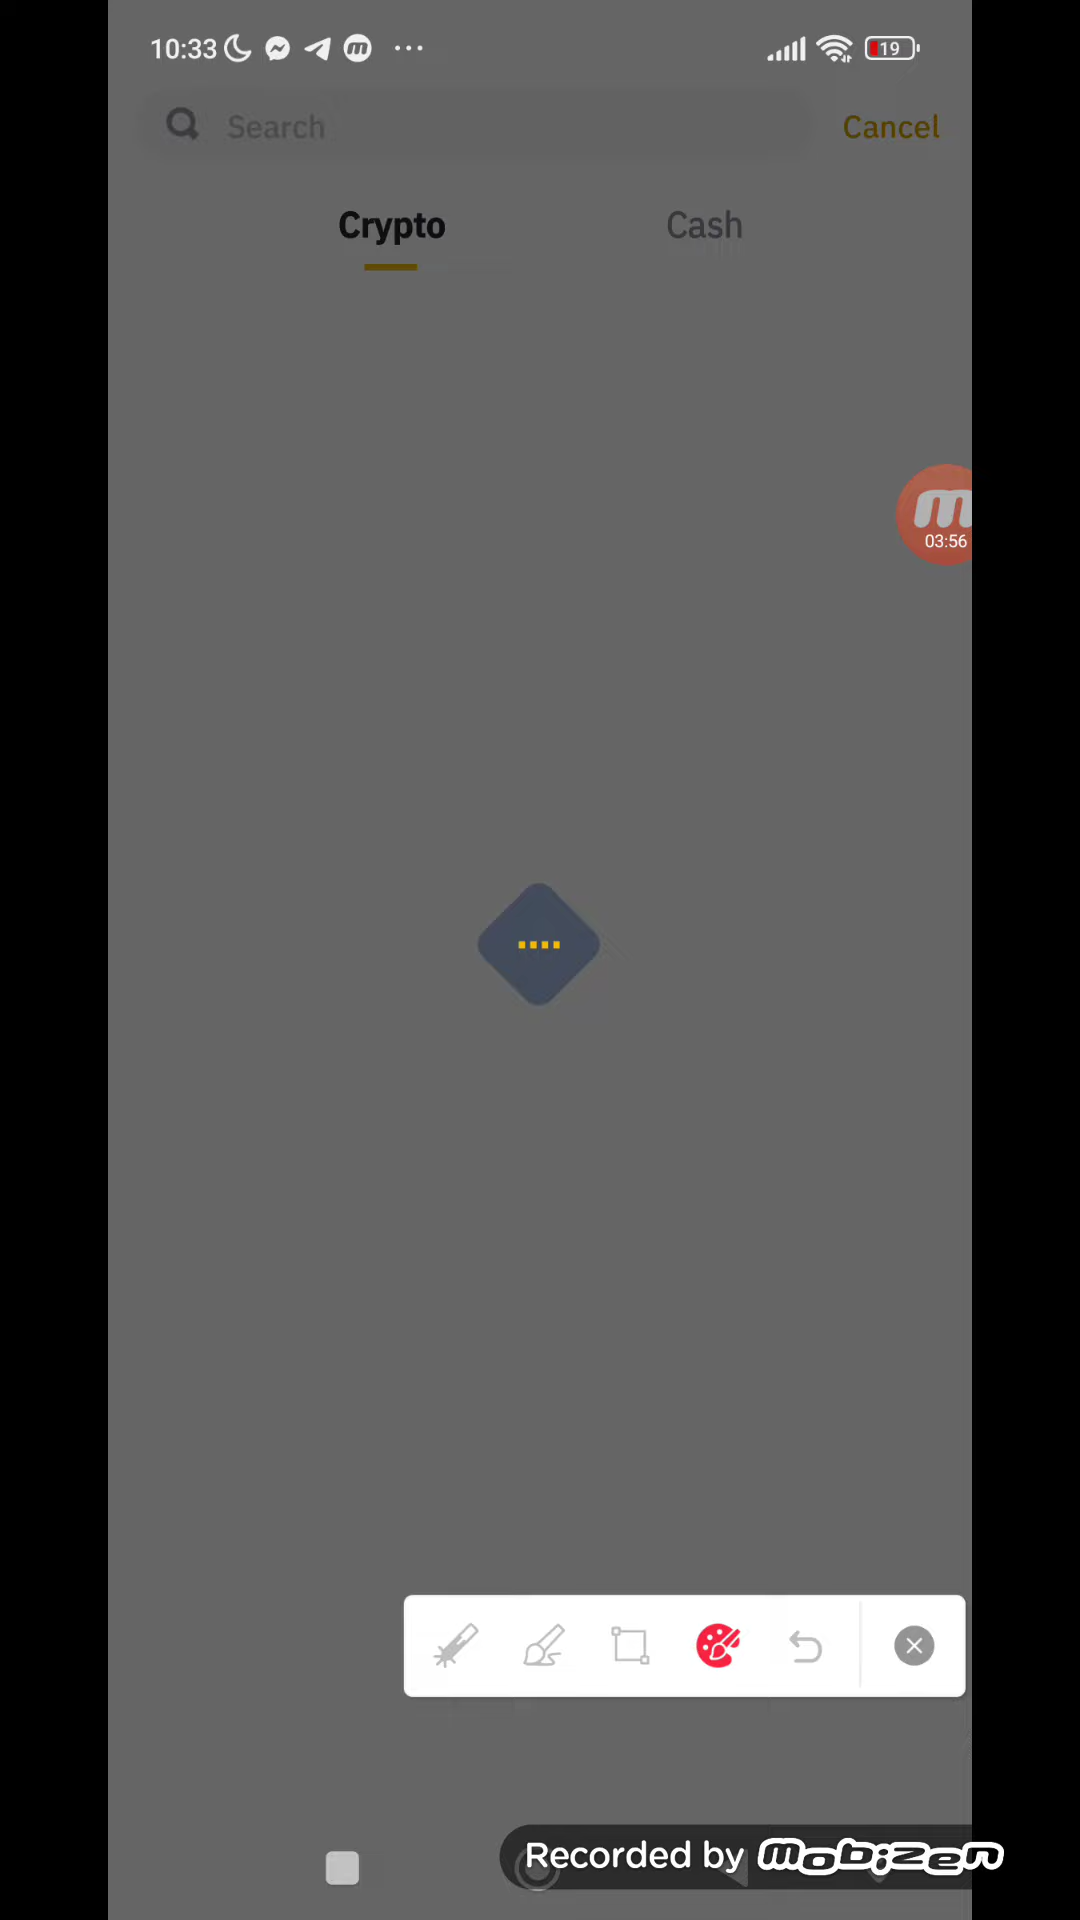 10:33 m ... 19
Search Cancel
Crypto Cash
m
03:56
Recorded by mobizen